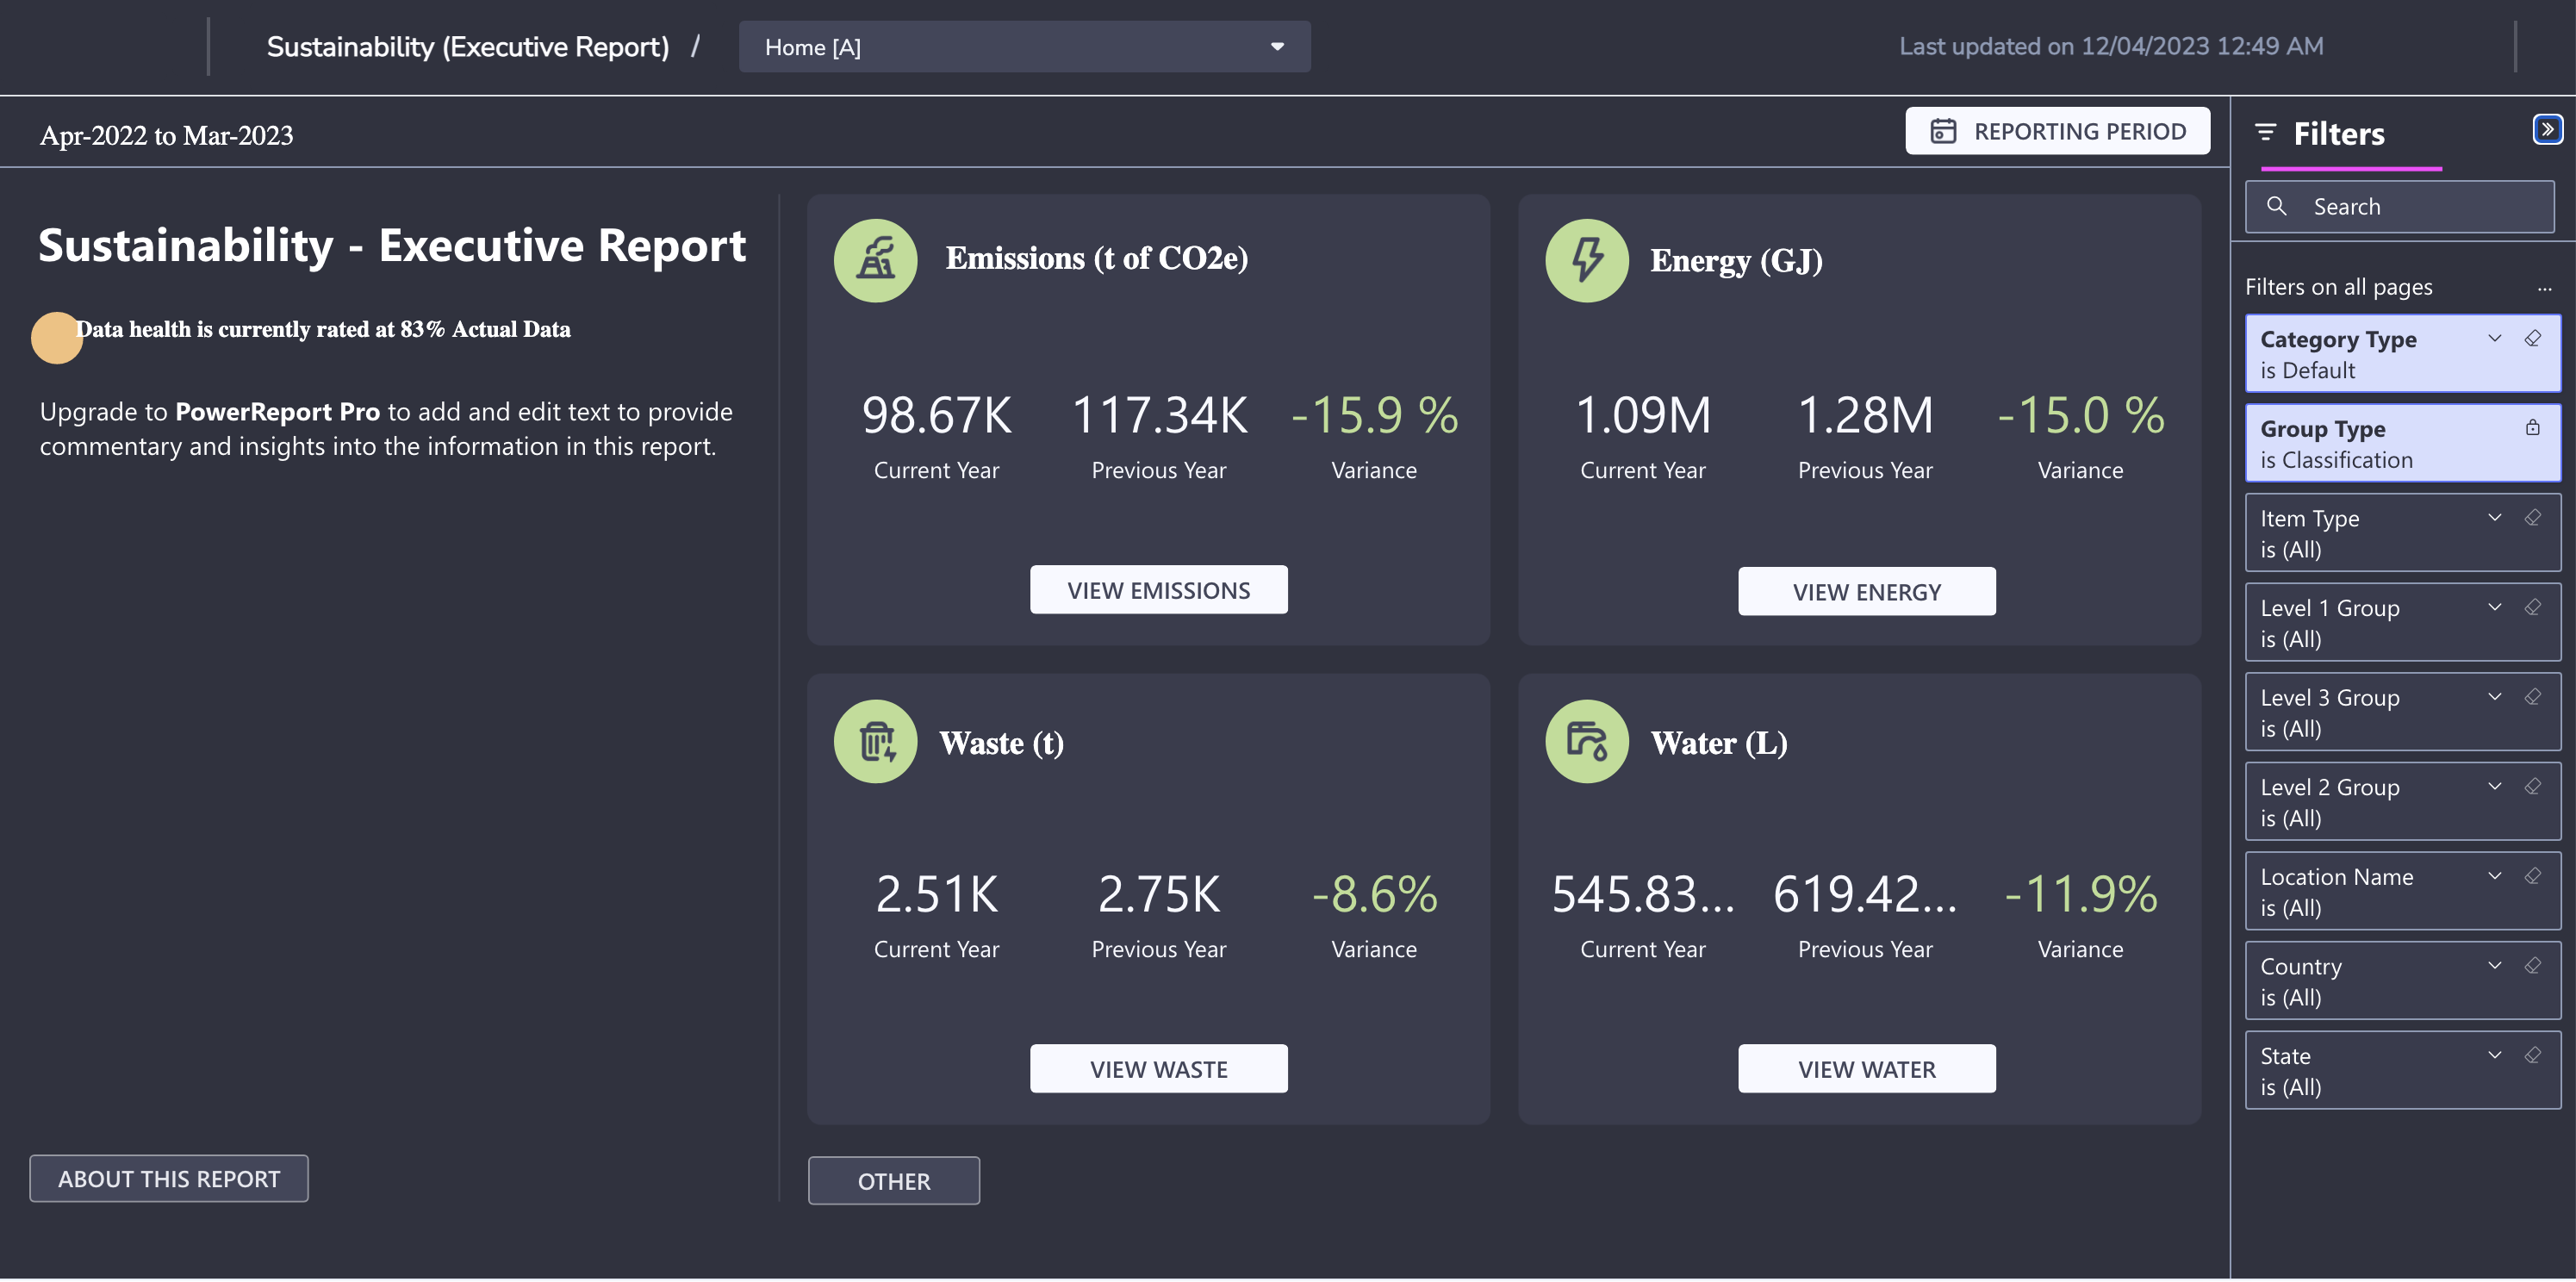 Sustainability (Executive Report) /
Home [A]
Last updated on 12/04/2023 12:49 AM
Apr-2022 to Mar-2023
REPORTING PERIOD
Sustainability - Executive Report
Data health is currently rated at 83% Actual Data
Upgrade to PowerReport Pro to add and edit text to provide
commentary and insights into the information in this report.
ABOUT THIS REPORT
Emissions (t of CO2e)
98.67K 117.34K -15.9 %
Current Year Previous Year Variance
VIEW EMISSIONS
Energy (GJ)
1.09M 1.28M -15.0 %
Current Year Previous Year Variance
VIEW ENERGY
Waste (t)
2.51K 2.75K -8.6%
Current Year Previous Year Variance
VIEW WASTE
Water (L)
545.83... 619.42... -11.9%
Current Year Previous Year Variance
VIEW WATER
OTHER
Filters
Search
Filters on all pages ...
Category Type
is Default
Group Type
is Classification
Item Type
is (All)
Level 1 Group
is (All)
Level 3 Group
is (All)
Level 2 Group
is (All)
Location Name
is (All)
Country
is (All)
State
is (All)